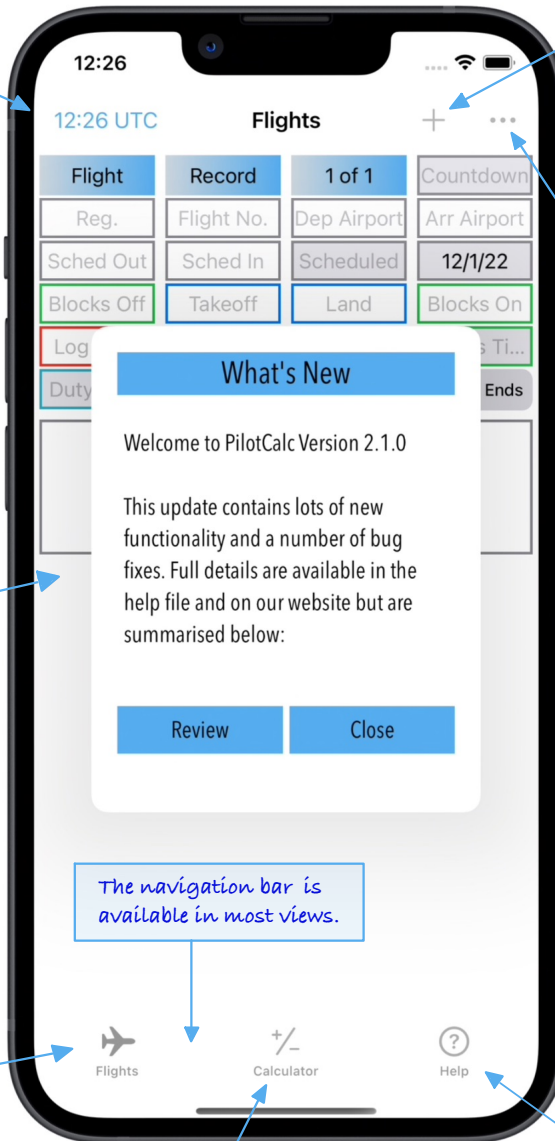 12:26
12:26 UTC Flights
Flight Record 1 of 1 Countdown
Reg. Flight No. Dep Airport Arr Airport
Sched Out Sched In Scheduled 12/1/22
Blocks Off Takeoff Land Blocks On
Log Ti...
Duty Ends
What's New
Welcome to PilotCalc Version 2.1.0
This update contains lots of new
functionality and a number of bug
fixes. Full details are available in the
help file and on our website but are
summarised below:
Review Close
The navigation bar is
available in most views.
Flights Calculator Help